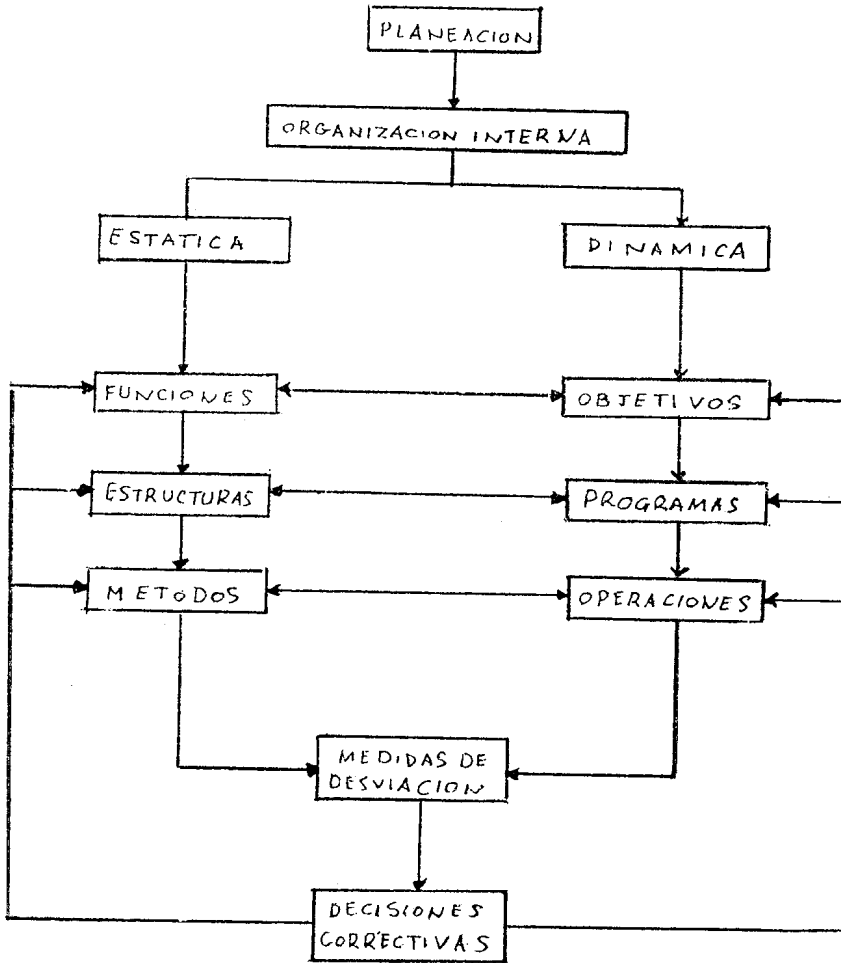 PLANEACION
ORGANIZACION INTERNA
ESTATICA
DINAMICA
FUNCIONES
OBJETIVOS
ESTRUCTURAS
PROGRAMAS
METODOS
OPERACIONES
MEDIDAS DE
DESVIACION
DECISIONES
CORRECTIVAS